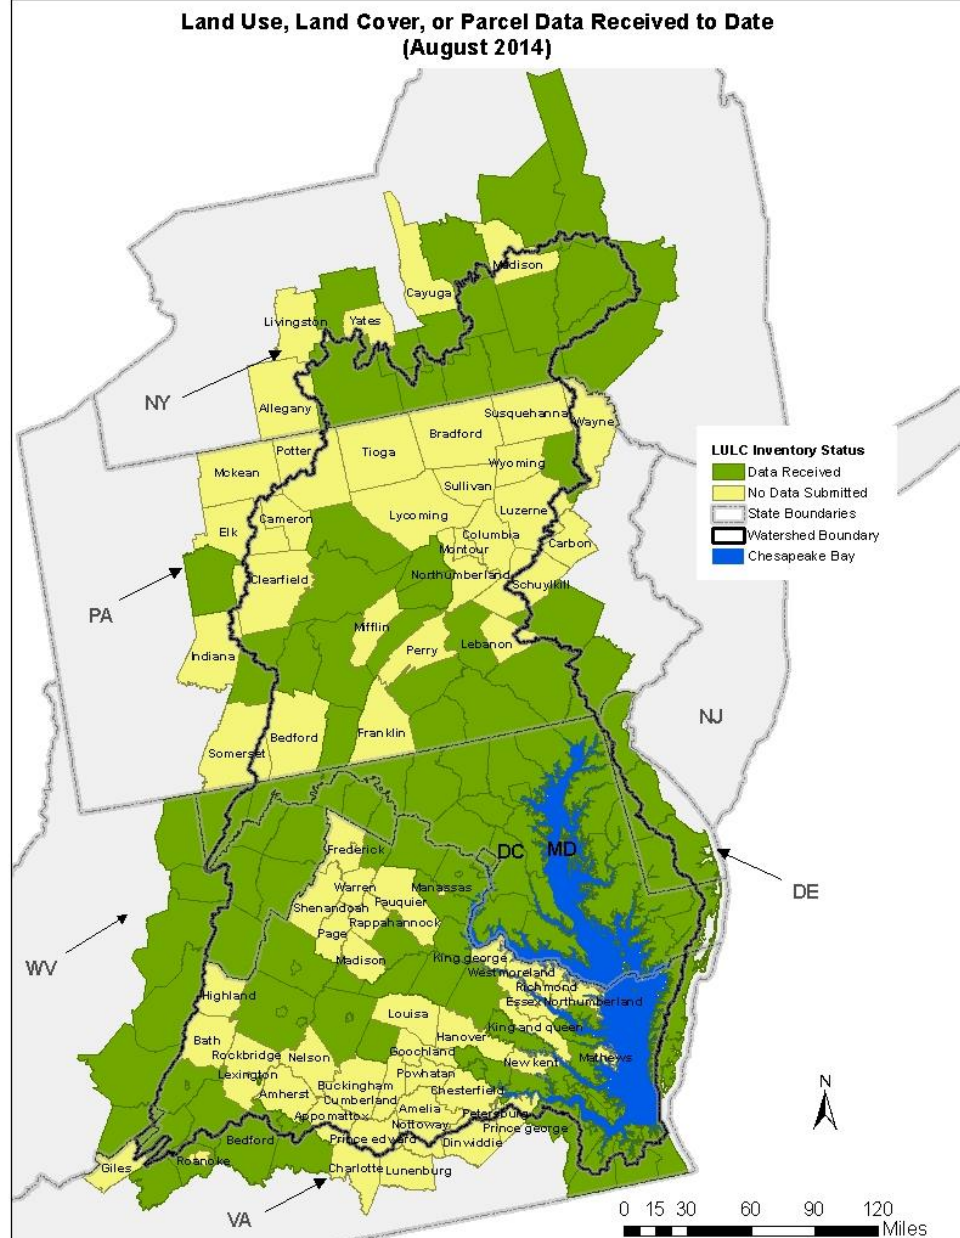 Land Use, Land Cover, or Parcel Data Received to Date
(August 2014)
Madison
Cayuga
Livingston
Yates
NY
Allegany
Susquehanna
Wayne
Bradford
Potter
Tioga
Mckean
Wyoming
Sullivan
Luzerne
Lycoming
Cameron
Elk
Columbia
Carbon
Montour
Clearfield
Northumberland
Schuylkill
PA
Mifflin
Lebanon
Perry
Indiana
Franklin
Bedford
Somerset
NJ
LULC Inventory Status
Data Received
No Data Submitted
State Boundaries
Watershed Boundary
Chesapeake Bay
DC
MD
DE
Frederick
Warren
Manassas
Fauquier
Shenandoah
Rappahannock
Page
Madison
King george
Westmoreland
WV
Richmond
Highland
Essex
Northumberland
Louisa
King and queen
Hanover
Bath
Goochland
Rockbridge
Nelson
New kent
Mathews
Lexington
Powhatan
Buckingham
Chesterfield
Amherst
Cumberland
Amelia
Appomattox
Petersburg
Nottoway
Prince george
Bedford
Prince edward
Dinwiddie
Roanoke
Giles
Charlotte
Lunenburg
VA
N
0 15 30 60 90 120
Miles